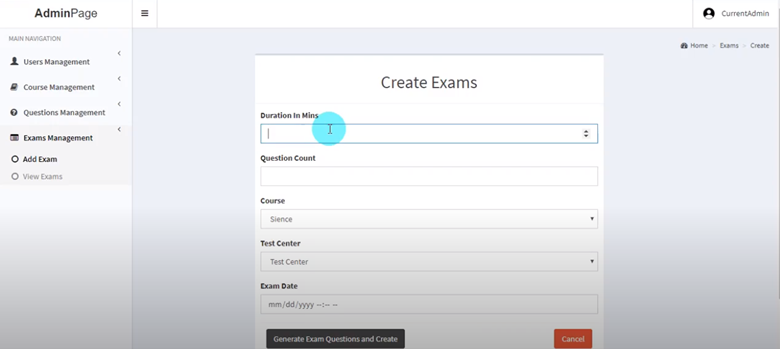 AdminPage
☰
CurrentAdmin
MAIN NAVIGATION
Home - Exams - Create
Users Management
Course Management
Questions Management
Exams Management
Add Exam
View Exams
Create Exams
Duration In Mins
Question Count
Course
Sience
Test Center
Test Center
Exam Date
mm/dd/yyyy --:-- --
Generate Exam Questions and Create
Cancel